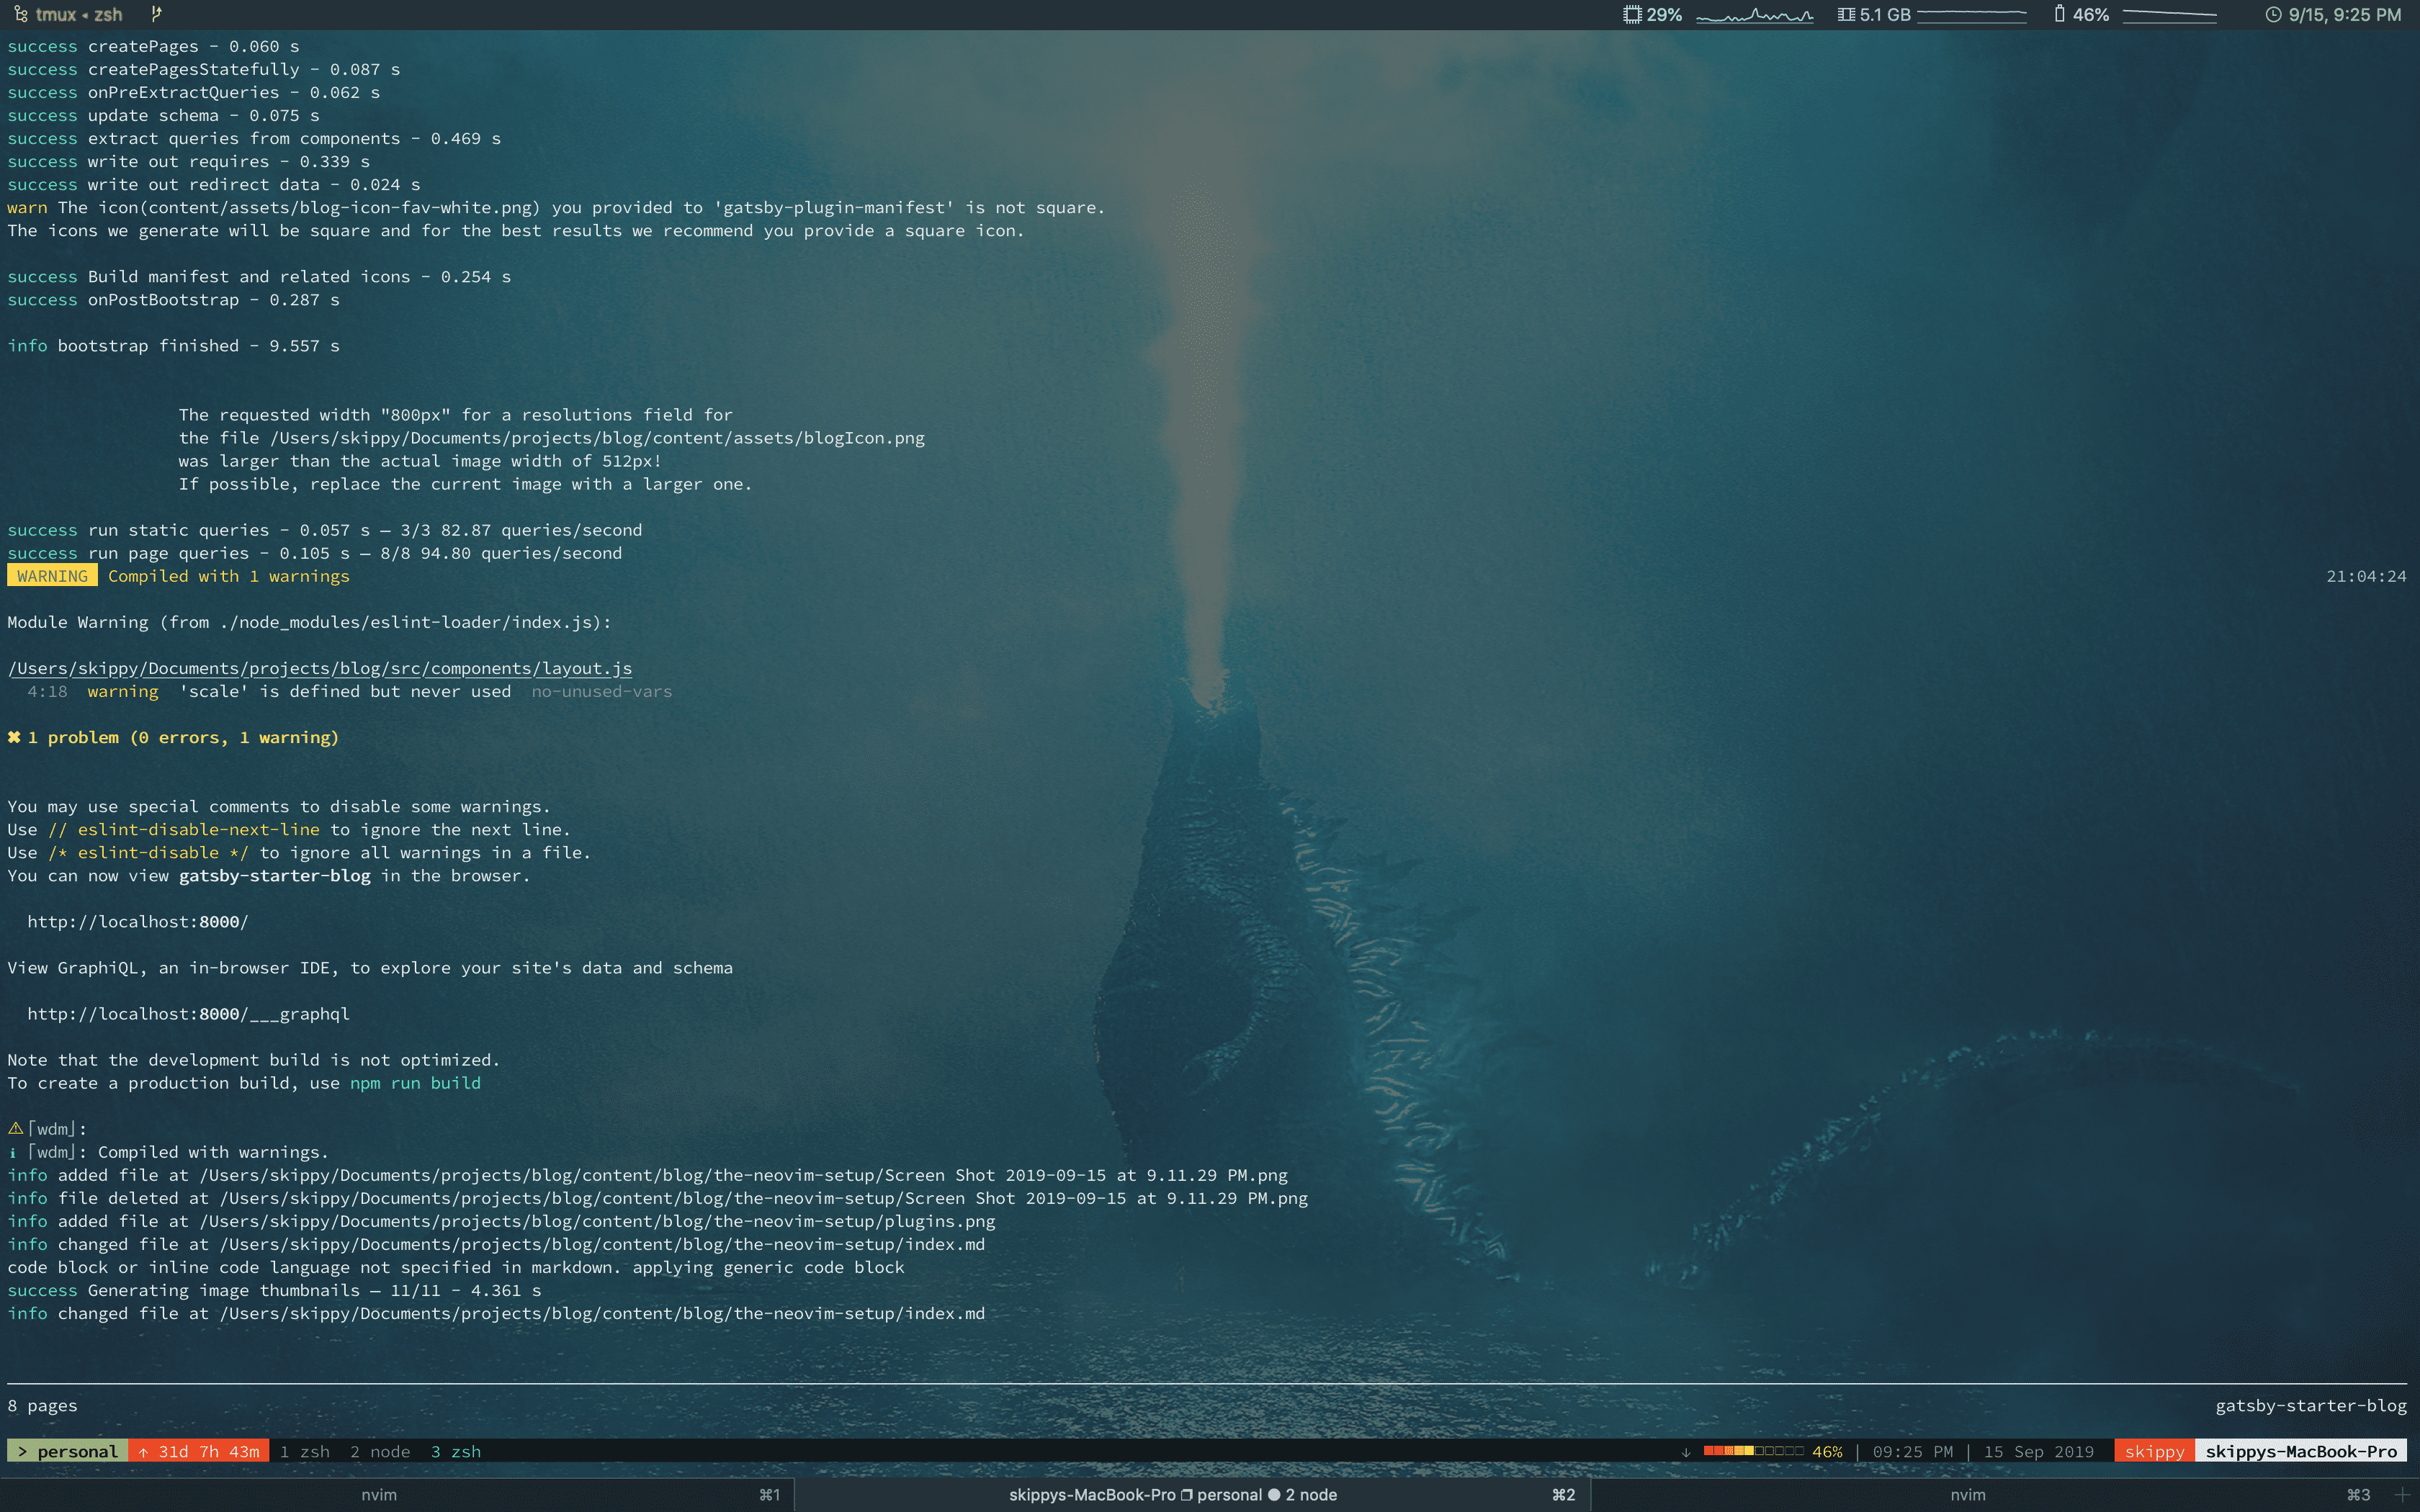 tmux • zsh
29% 5.1 GB 46% 9/15, 9:25 PM
success createPages - 0.060 s
success createPagesStatefully - 0.087 s
success onPreExtractQueries - 0.062 s
success update schema - 0.075 s
success extract queries from components - 0.469 s
success write out requires - 0.339 s
success write out redirect data - 0.024 s
warn The icon(content/assets/blog-icon-fav-white.png) you provided to 'gatsby-plugin-manifest' is not square.
The icons we generate will be square and for the best results we recommend you provide a square icon.
success Build manifest and related icons - 0.254 s
success onPostBootstrap - 0.287 s
info bootstrap finished - 9.557 s
The requested width "800px" for a resolutions field for
the file /Users/skippy/Documents/projects/blog/content/assets/blogIcon.png
was larger than the actual image width of 512px!
If possible, replace the current image with a larger one.
success run static queries - 0.057 s — 3/3 82.87 queries/second
success run page queries - 0.105 s — 8/8 94.80 queries/second
WARNING Compiled with 1 warnings 21:04:24
Module Warning (from ./node_modules/eslint-loader/index.js):
/Users/skippy/Documents/projects/blog/src/components/layout.js
4:18 warning 'scale' is defined but never used no-unused-vars
✖ 1 problem (0 errors, 1 warning)
You may use special comments to disable some warnings.
Use // eslint-disable-next-line to ignore the next line.
Use /* eslint-disable */ to ignore all warnings in a file.
You can now view gatsby-starter-blog in the browser.
http://localhost:8000/
View GraphiQL, an in-browser IDE, to explore your site's data and schema
http://localhost:8000/___graphql
Note that the development build is not optimized.
To create a production build, use npm run build
⚠ ｢wdm｣:
ℹ ｢wdm｣: Compiled with warnings.
info added file at /Users/skippy/Documents/projects/blog/content/blog/the-neovim-setup/Screen Shot 2019-09-15 at 9.11.29 PM.png
info file deleted at /Users/skippy/Documents/projects/blog/content/blog/the-neovim-setup/Screen Shot 2019-09-15 at 9.11.29 PM.png
info added file at /Users/skippy/Documents/projects/blog/content/blog/the-neovim-setup/plugins.png
info changed file at /Users/skippy/Documents/projects/blog/content/blog/the-neovim-setup/index.md
code block or inline code language not specified in markdown. applying generic code block
success Generating image thumbnails — 11/11 - 4.361 s
info changed file at /Users/skippy/Documents/projects/blog/content/blog/the-neovim-setup/index.md
8 pages gatsby-starter-blog
> personal ↑ 31d 7h 43m 1 zsh 2 node 3 zsh ↓ 46% | 09:25 PM | 15 Sep 2019 skippy skippys-MacBook-Pro
nvim ⌘1 skippys-MacBook-Pro ❐ personal ● 2 node ⌘2 nvim ⌘3 +